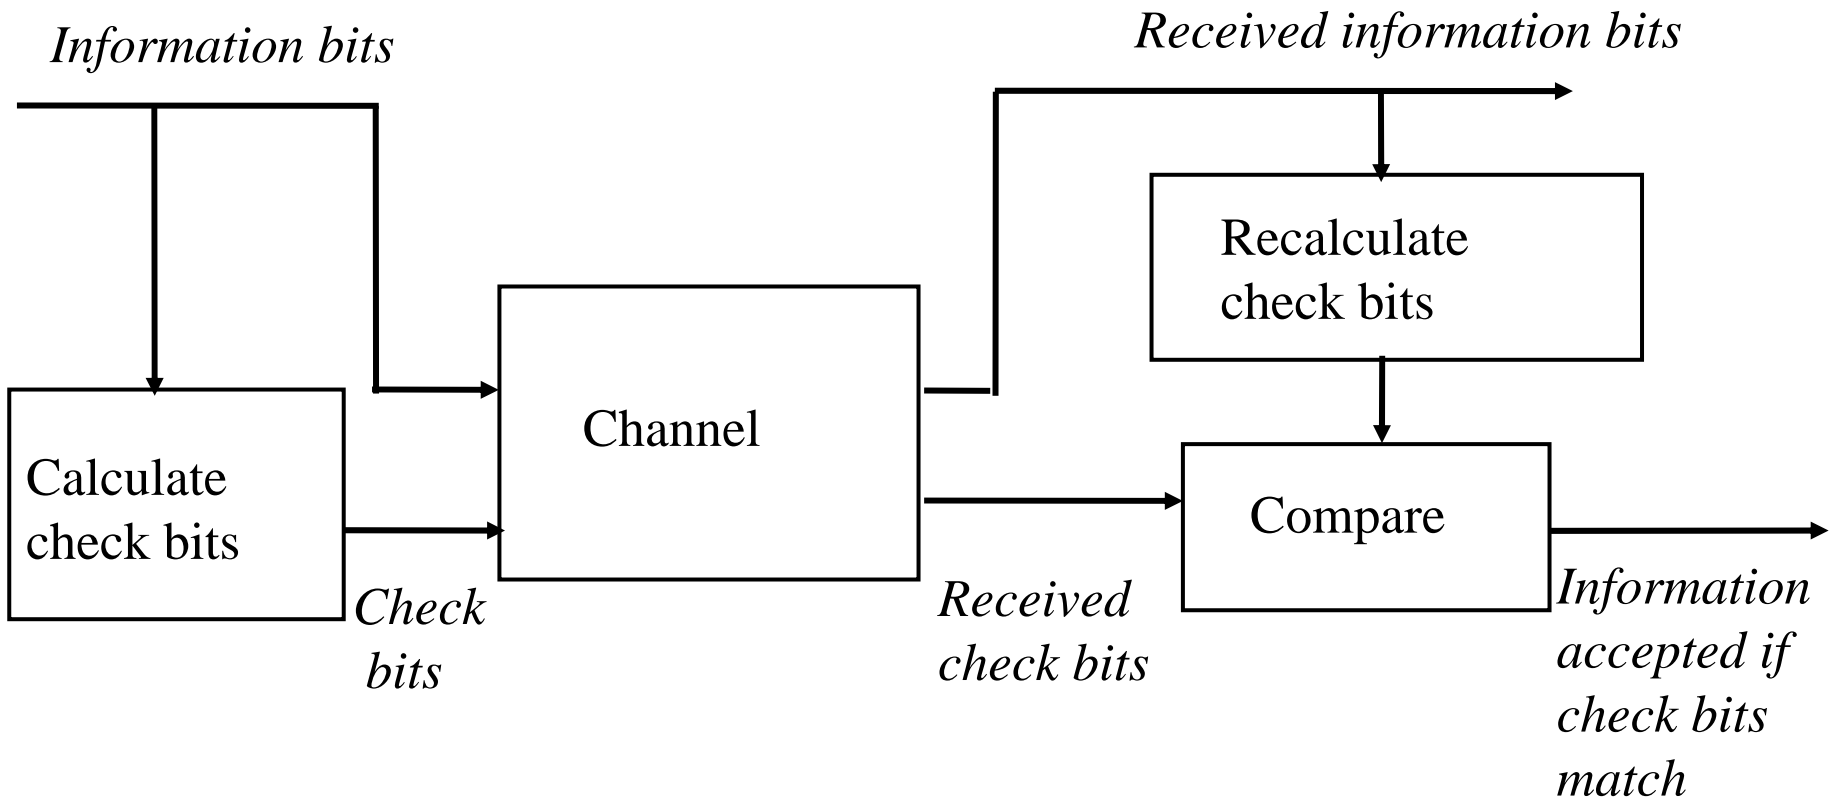 Information bits
Received information bits
Recalculate
check bits
Channel
Calculate
check bits
Compare
Check
bits
Received
check bits
Information
accepted if
check bits
match